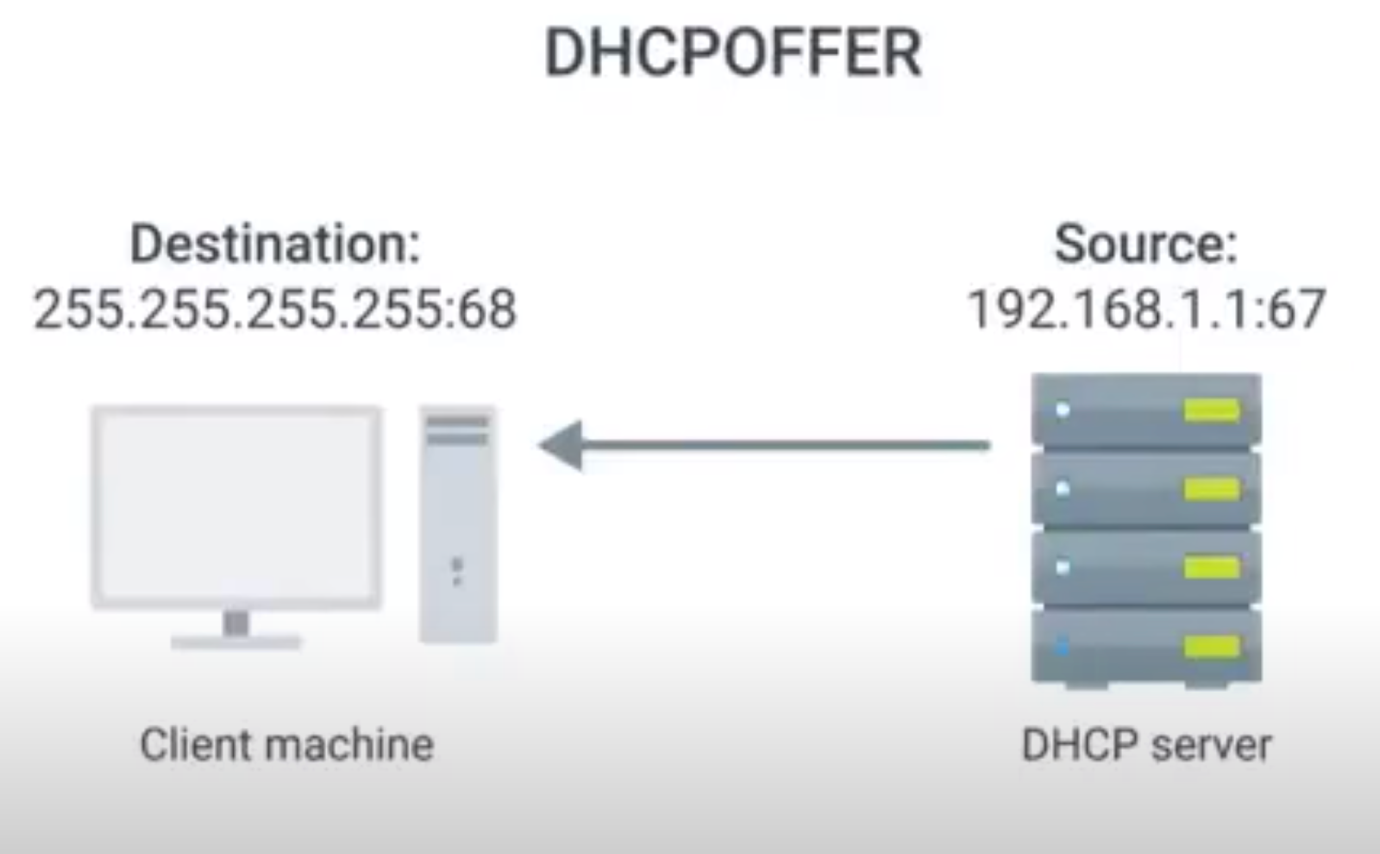 DHCPOFFER
Destination:
255.255.255.255:68
Source:
192.168.1.1:67
Client machine
DHCP server